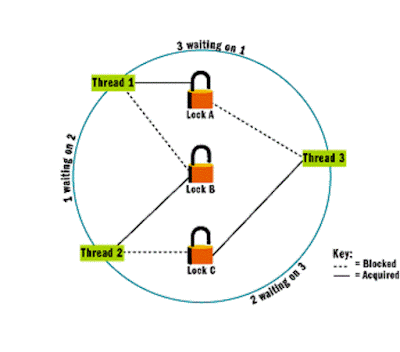 3 waiting on 1
Thread 1
Lock A
Thread 3
1 waiting on 2
Lock B
Thread 2
Lock C
2 waiting on 3
Key:
= Blocked
= Acquired